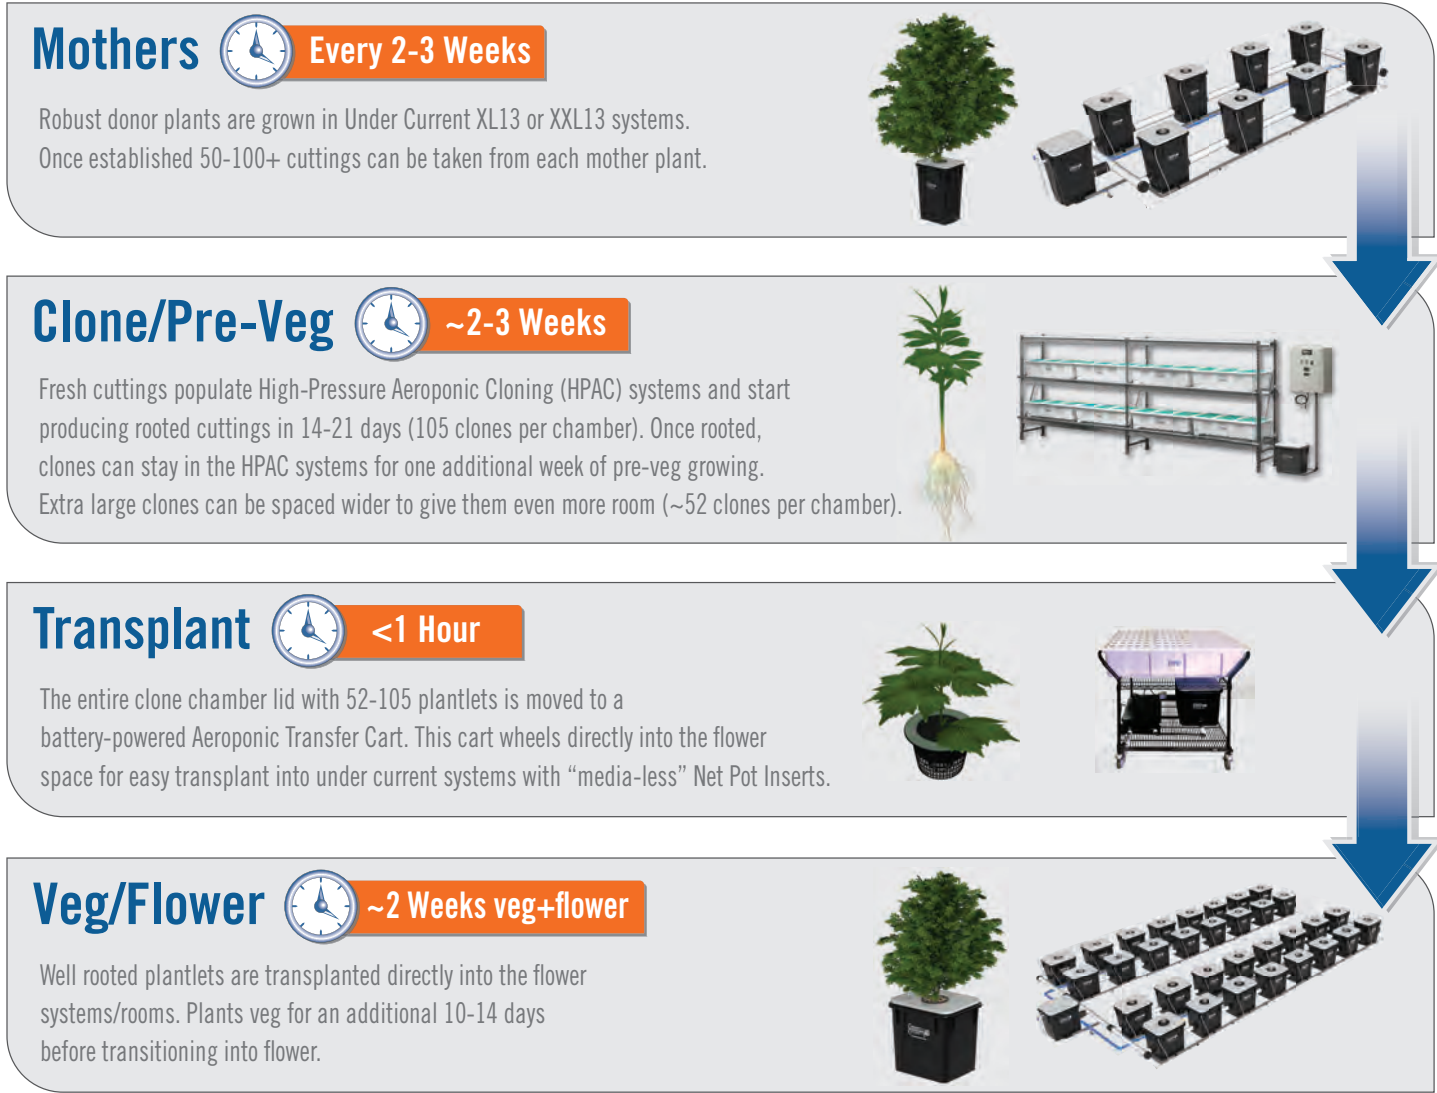 Mothers
Every 2-3 Weeks
Robust donor plants are grown in Under Current XL13 or XXL13 systems.
Once established 50-100+ cuttings can be taken from each mother plant.
Clone/Pre-Veg
~2-3 Weeks
Fresh cuttings populate High-Pressure Aeroponic Cloning (HPAC) systems and start
producing rooted cuttings in 14-21 days (105 clones per chamber). Once rooted,
clones can stay in the HPAC systems for one additional week of pre-veg growing.
Extra large clones can be spaced wider to give them even more room (~52 clones per chamber).
Transplant
<1 Hour
The entire clone chamber lid with 52-105 plantlets is moved to a
battery-powered Aeroponic Transfer Cart. This cart wheels directly into the flower
space for easy transplant into under current systems with “media-less” Net Pot Inserts.
Veg/Flower
~2 Weeks veg+flower
Well rooted plantlets are transplanted directly into the flower
systems/rooms. Plants veg for an additional 10-14 days
before transitioning into flower.